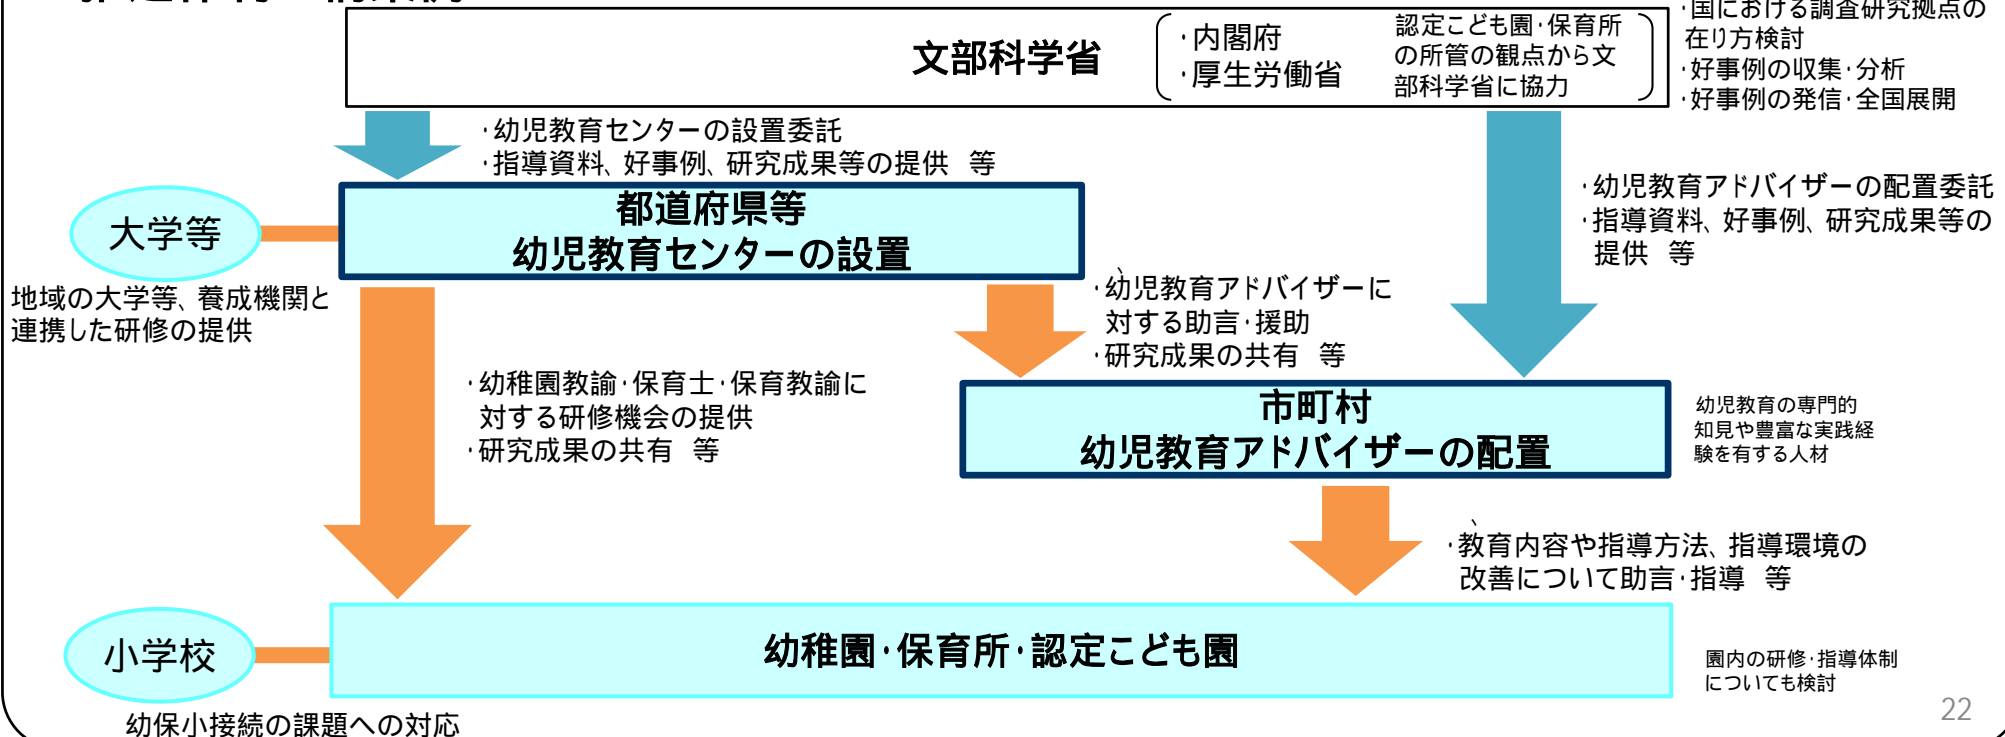 文部科学省
・内閣府
・厚生労働省
認定こども園・保育所
の所管の観点から文
部科学省に協力
・国における調査研究拠点の
在り方検討
・好事例の収集・分析
・好事例の発信・全国展開
・幼児教育センターの設置委託
・指導資料、好事例、研究成果等の提供 等
・幼児教育アドバイザーの配置委託
・指導資料、好事例、研究成果等の
提供 等
大学等
都道府県等
幼児教育センターの設置
地域の大学等、養成機関と
連携した研修の提供
・幼児教育アドバイザーに
対する助言・援助
・研究成果の共有 等
・幼稚園教諭・保育士・保育教諭に
対する研修機会の提供
・研究成果の共有 等
市町村
幼児教育アドバイザーの配置
幼児教育の専門的
知見や豊富な実践経
験を有する人材
・教育内容や指導方法、指導環境の
改善について助言・指導 等
小学校
幼稚園・保育所・認定こども園
園内の研修・指導体制
についても検討
幼保小接続の課題への対応
22